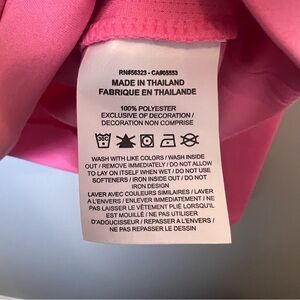 RN#56323 - CA#05553
MADE IN THAILAND
FABRIQUE EN THAILANDE
100% POLYESTER
EXCLUSIVE OF DECORATION /
DECORATION NON COMPRISE
WASH WITH LIKE COLORS / WASH INSIDE
OUT / REMOVE IMMEDIATELY / DO NOT ALLOW
TO LAY ON ITSELF WHEN WET / DO NOT USE
SOFTENERS / IRON INSIDE OUT / DO NOT
IRON DESIGN
LAVER AVEC COULEURS SIMILAIRES / LAVER
À L'ENVERS / ENLEVER IMMÉDIATEMENT / NE
PAS LAISSER LE VÊTEMENT PLIÉ LORSQU'IL
EST MOUILLÉ / NE PAS UTILISER
D'ADOUCISSEUR / REPASSER À L'ENVERS /
NE PAS REPASSER LE DESSIN